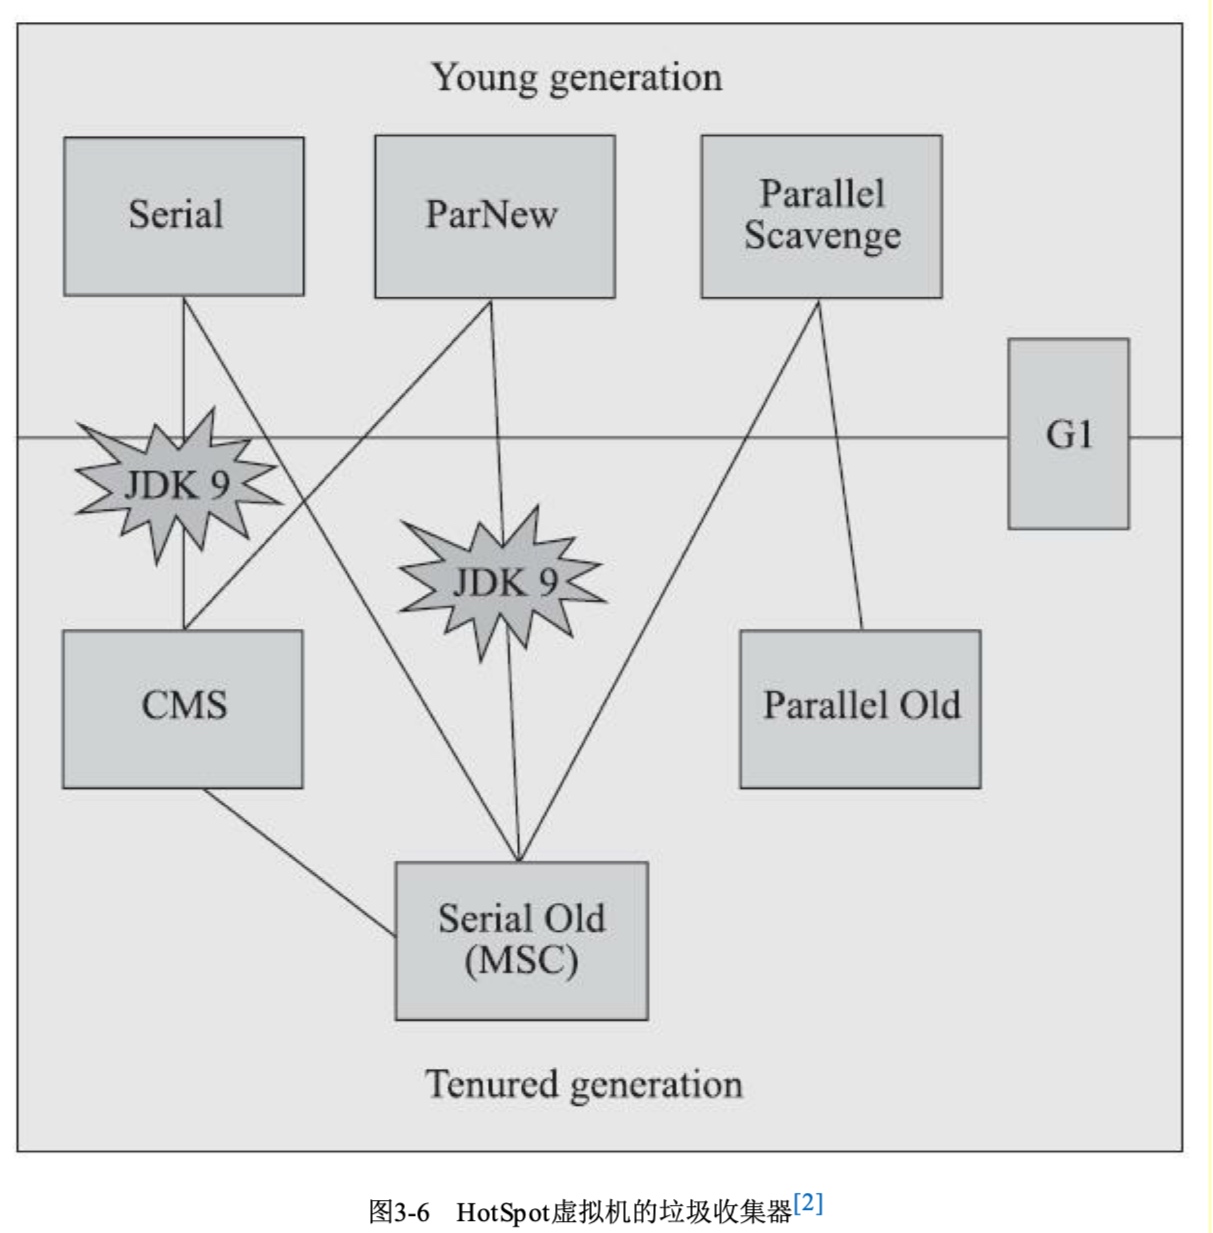 Young generation
Serial
ParNew
Parallel
Scavenge
G1
JDK 9
JDK 9
CMS
Parallel Old
Serial Old
(MSC)
Tenured generation
图3-6 HotSpot虚拟机的垃圾收集器[2]